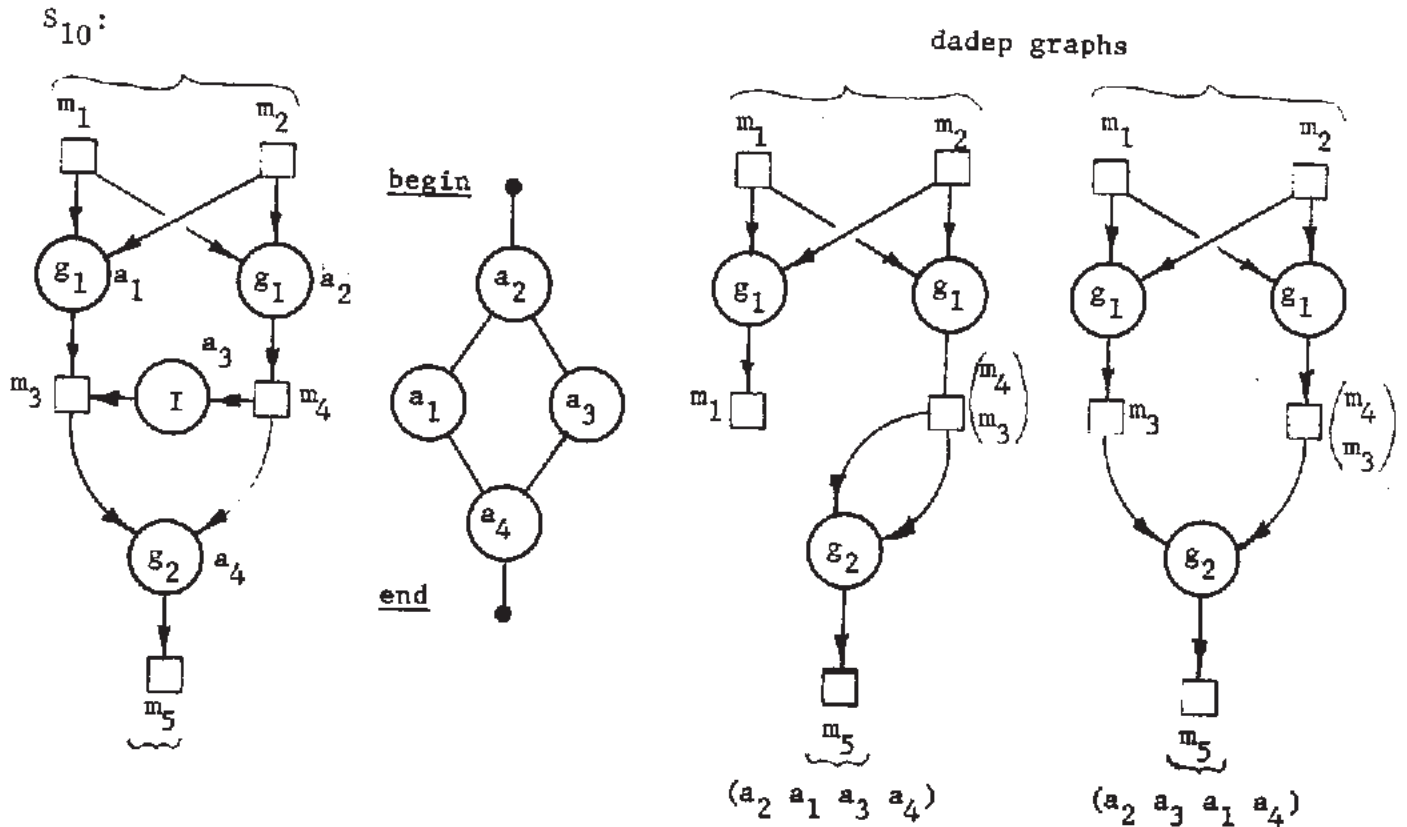 S10:
dadep graphs
m1
m2
g1
a1
g1
a2
a3
m3
I
m4
g2
a4
m5
begin
a2
a1
a3
a4
end
m1
m2
g1
g1
m1
(m4
m3)
g2
m5
(a2 a1 a3 a4)
m1
m2
g1
g1
m3
(m4
m3)
g2
m5
(a2 a3 a1 a4)